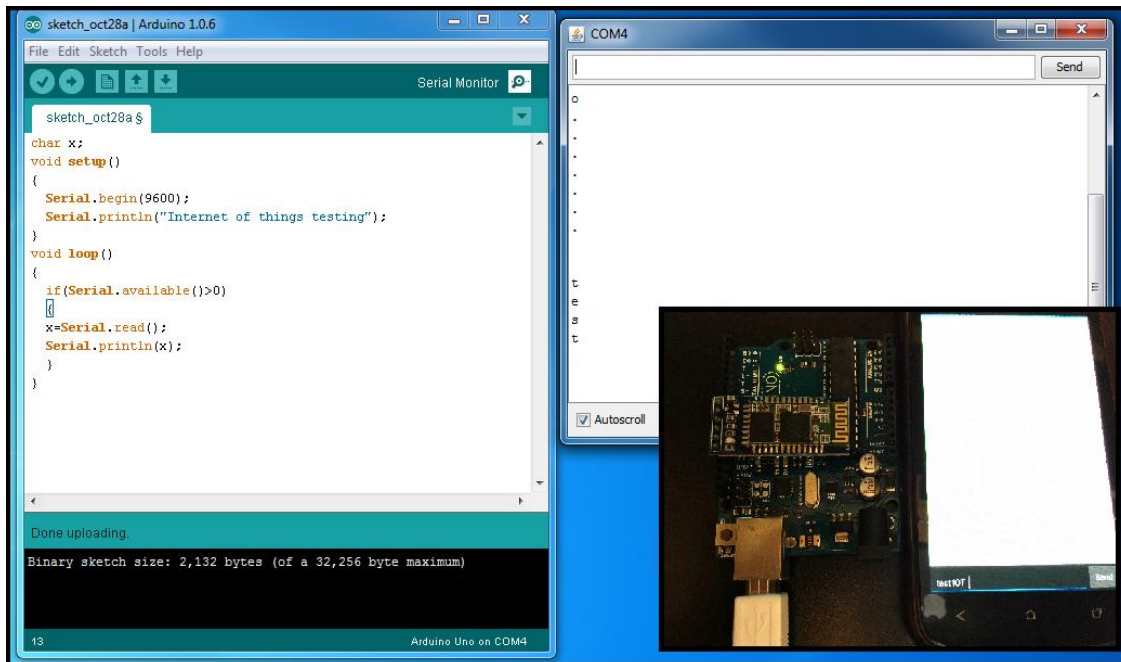 sketch_oct28a | Arduino 1.0.6
File Edit Sketch Tools Help
Serial Monitor
sketch_oct28a §
char x;
void setup()
{
Serial.begin(9600);
Serial.println("Internet of things testing");
}
void loop()
{
if(Serial.available()>0)
{
x=Serial.read();
Serial.println(x);
}
}
Done uploading.
Binary sketch size: 2,132 bytes (of a 32,256 byte maximum)
13
Arduino Uno on COM4
COM4
Send
o
.
.
.
.
.
.
.
t
e
s
t
Autoscroll
ON
testIOT
Send